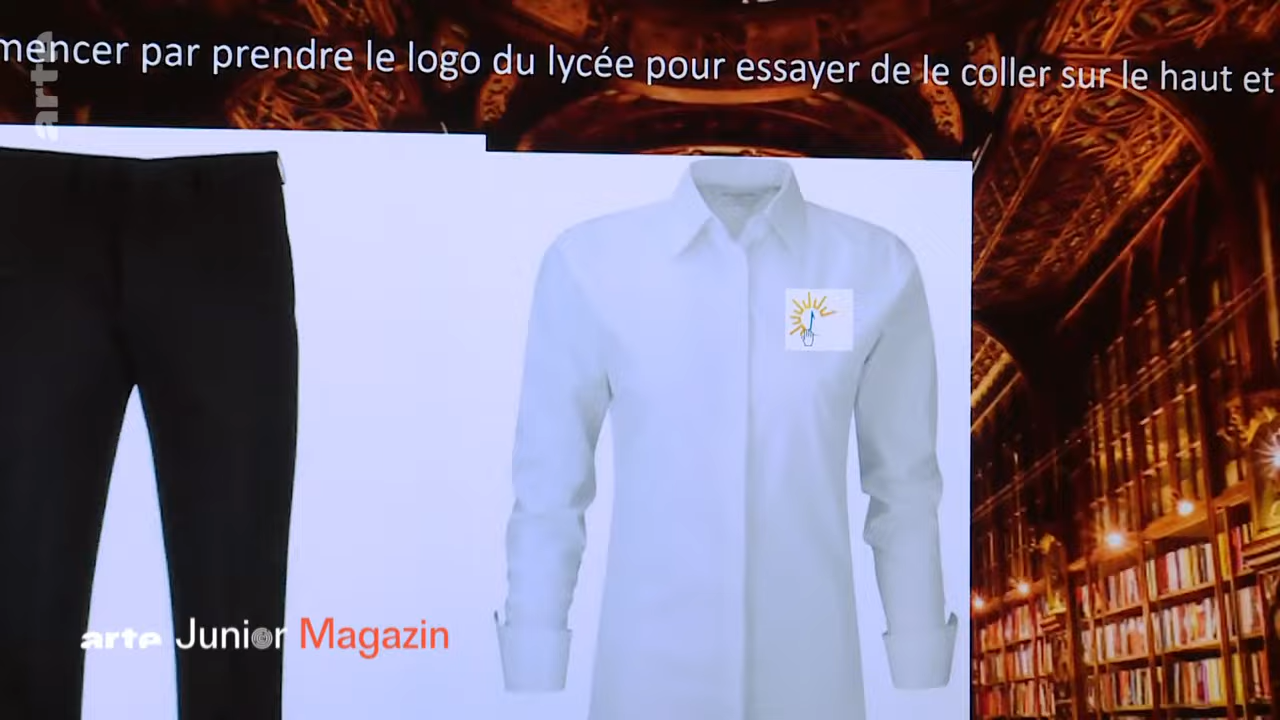 mencer par prendre le logo du lycée pour essayer de le coller sur le haut et
arte
arte Junior Magazin